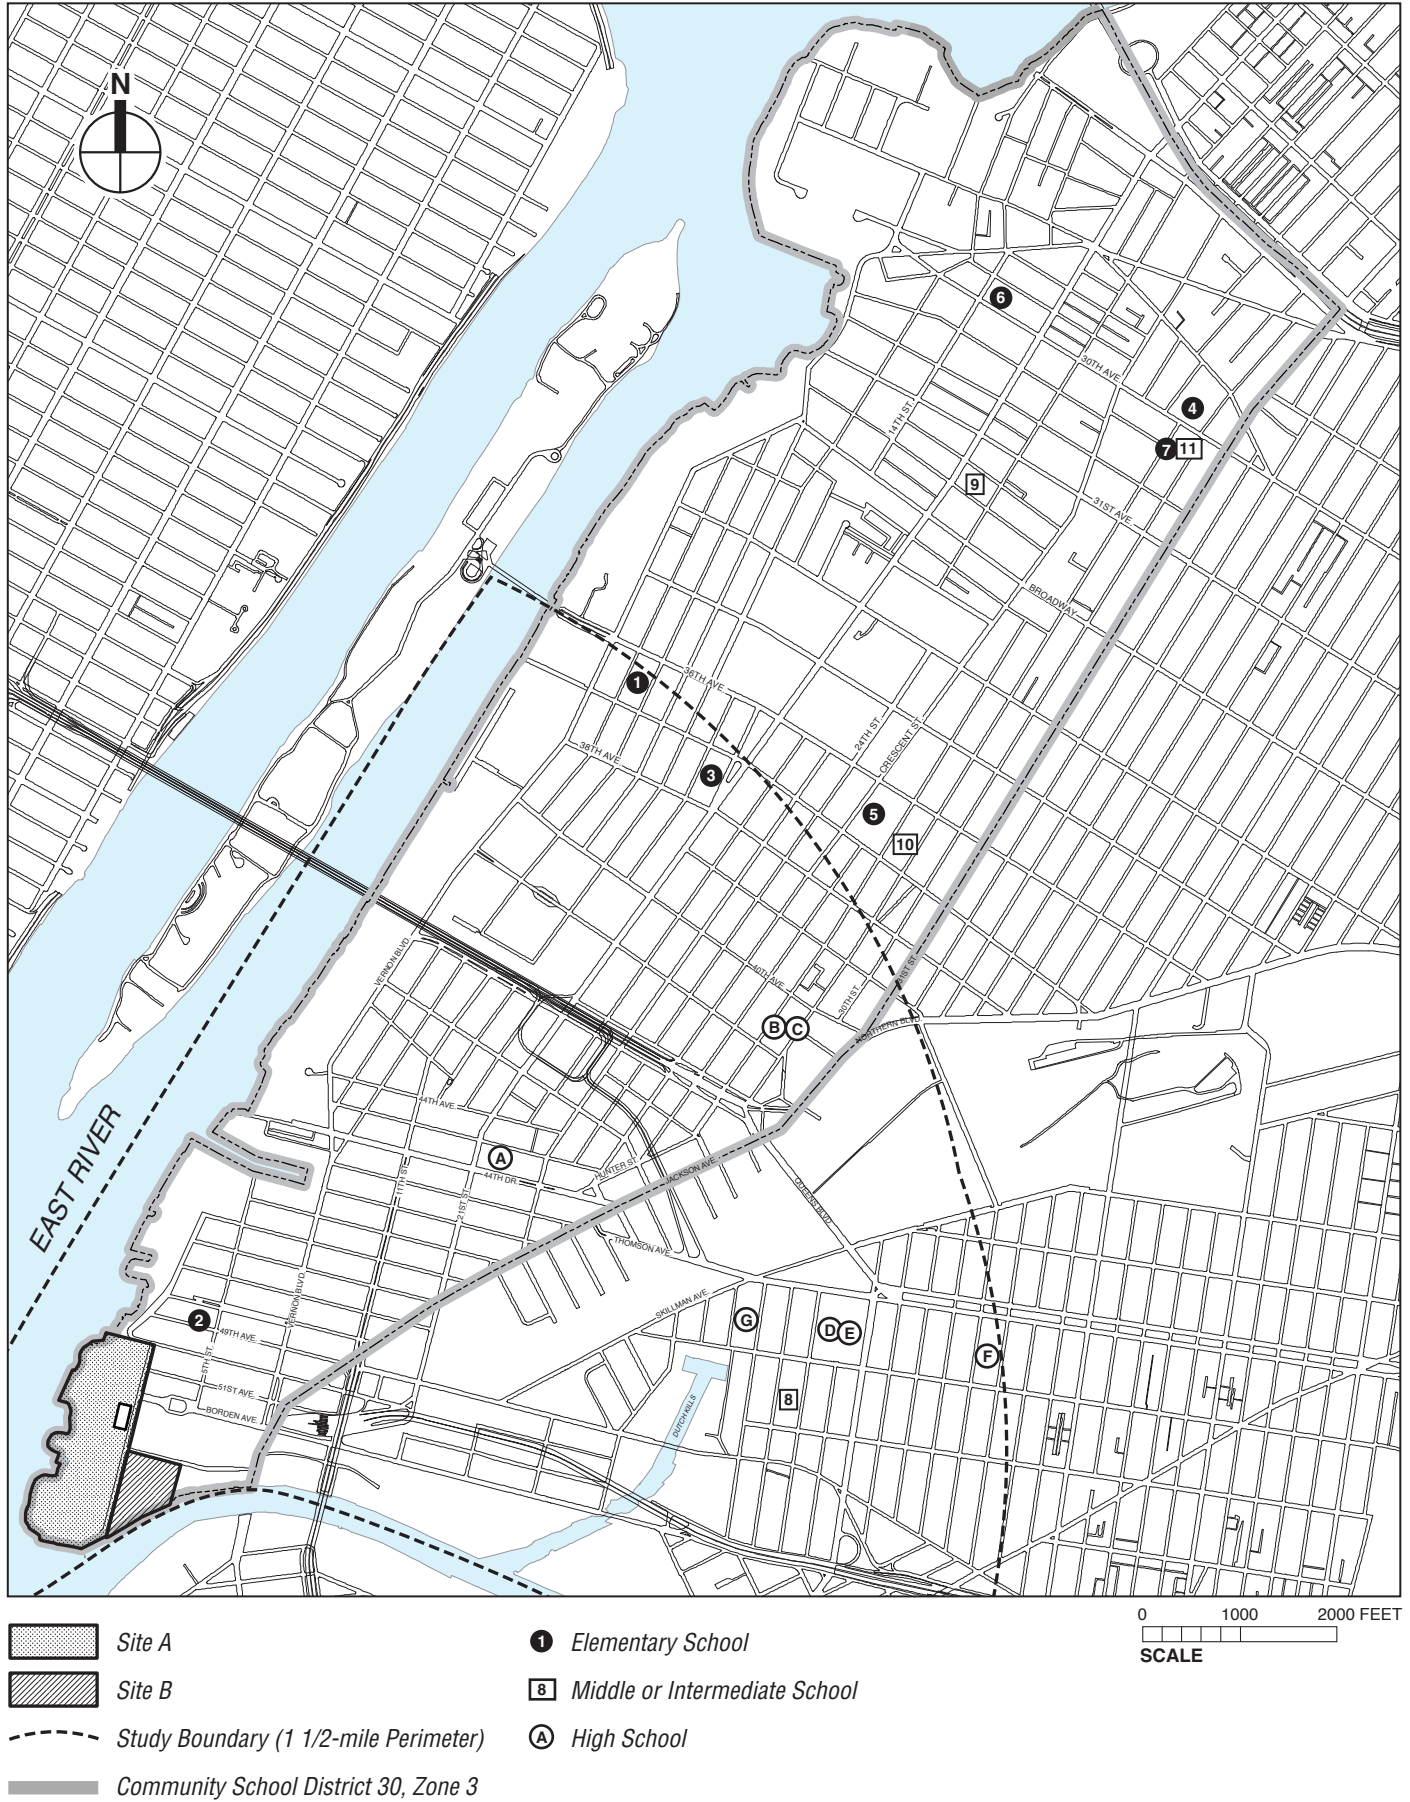 N
6
30TH AVE.
4
14TH ST.
7
11
9
31ST AVE.
BROADWAY
1
36TH AVE.
24TH ST.
CRESCENT ST.
38TH AVE.
3
5
10
VERNON BLVD.
40TH AVE.
31ST ST.
30TH ST.
B
C
NORTHERN BLVD.
44TH AVE.
EAST RIVER
A
HUNTER ST.
JACKSON AVE.
11TH ST.
44TH DR.
21ST ST.
QUEENS BLVD.
THOMSON AVE.
VERNON BLVD.
SKILLMAN AVE.
2
49TH AVE.
G
D
E
5TH ST.
F
51ST AVE.
8
BORDEN AVE.
DUTCH KILLS
0 1000 2000 FEET
SCALE
Site A
1 Elementary School
Site B
8 Middle or Intermediate School
Study Boundary (1 1/2-mile Perimeter)
A High School
Community School District 30, Zone 3